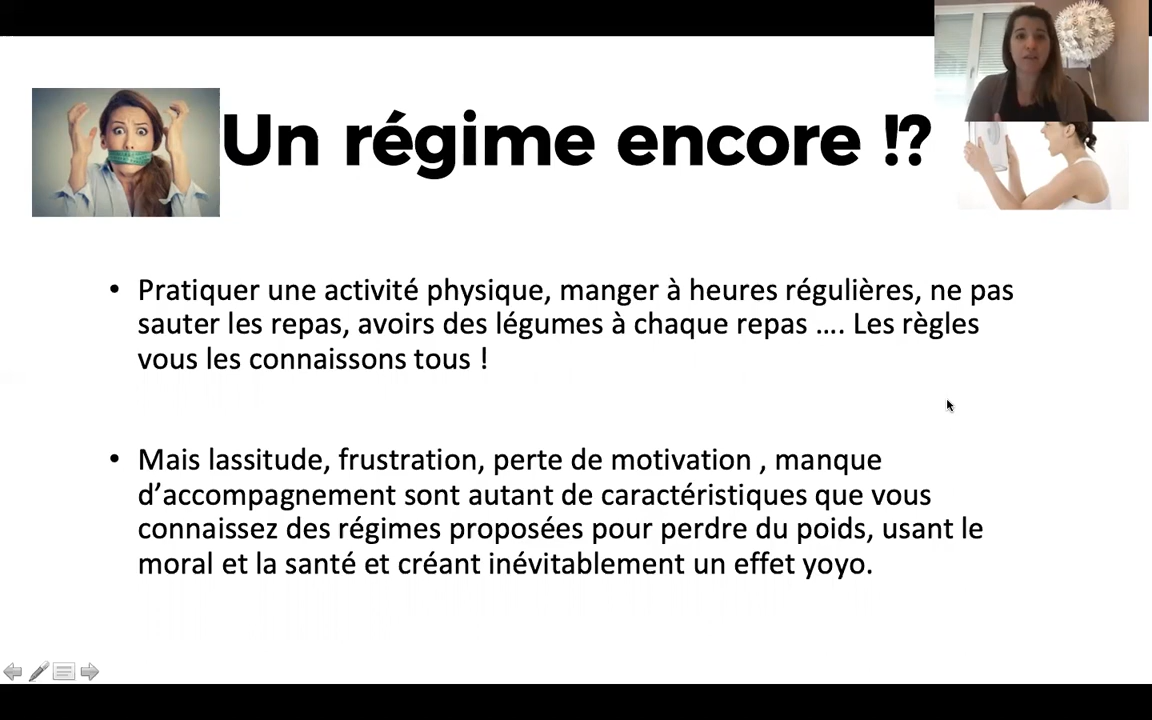 Un régime encore !?
• Pratiquer une activité physique, manger à heures régulières, ne pas
sauter les repas, avoirs des légumes à chaque repas …. Les règles
vous les connaissons tous !
• Mais lassitude, frustration, perte de motivation , manque
d’accompagnement sont autant de caractéristiques que vous
connaissez des régimes proposées pour perdre du poids, usant le
moral et la santé et créant inévitablement un effet yoyo.